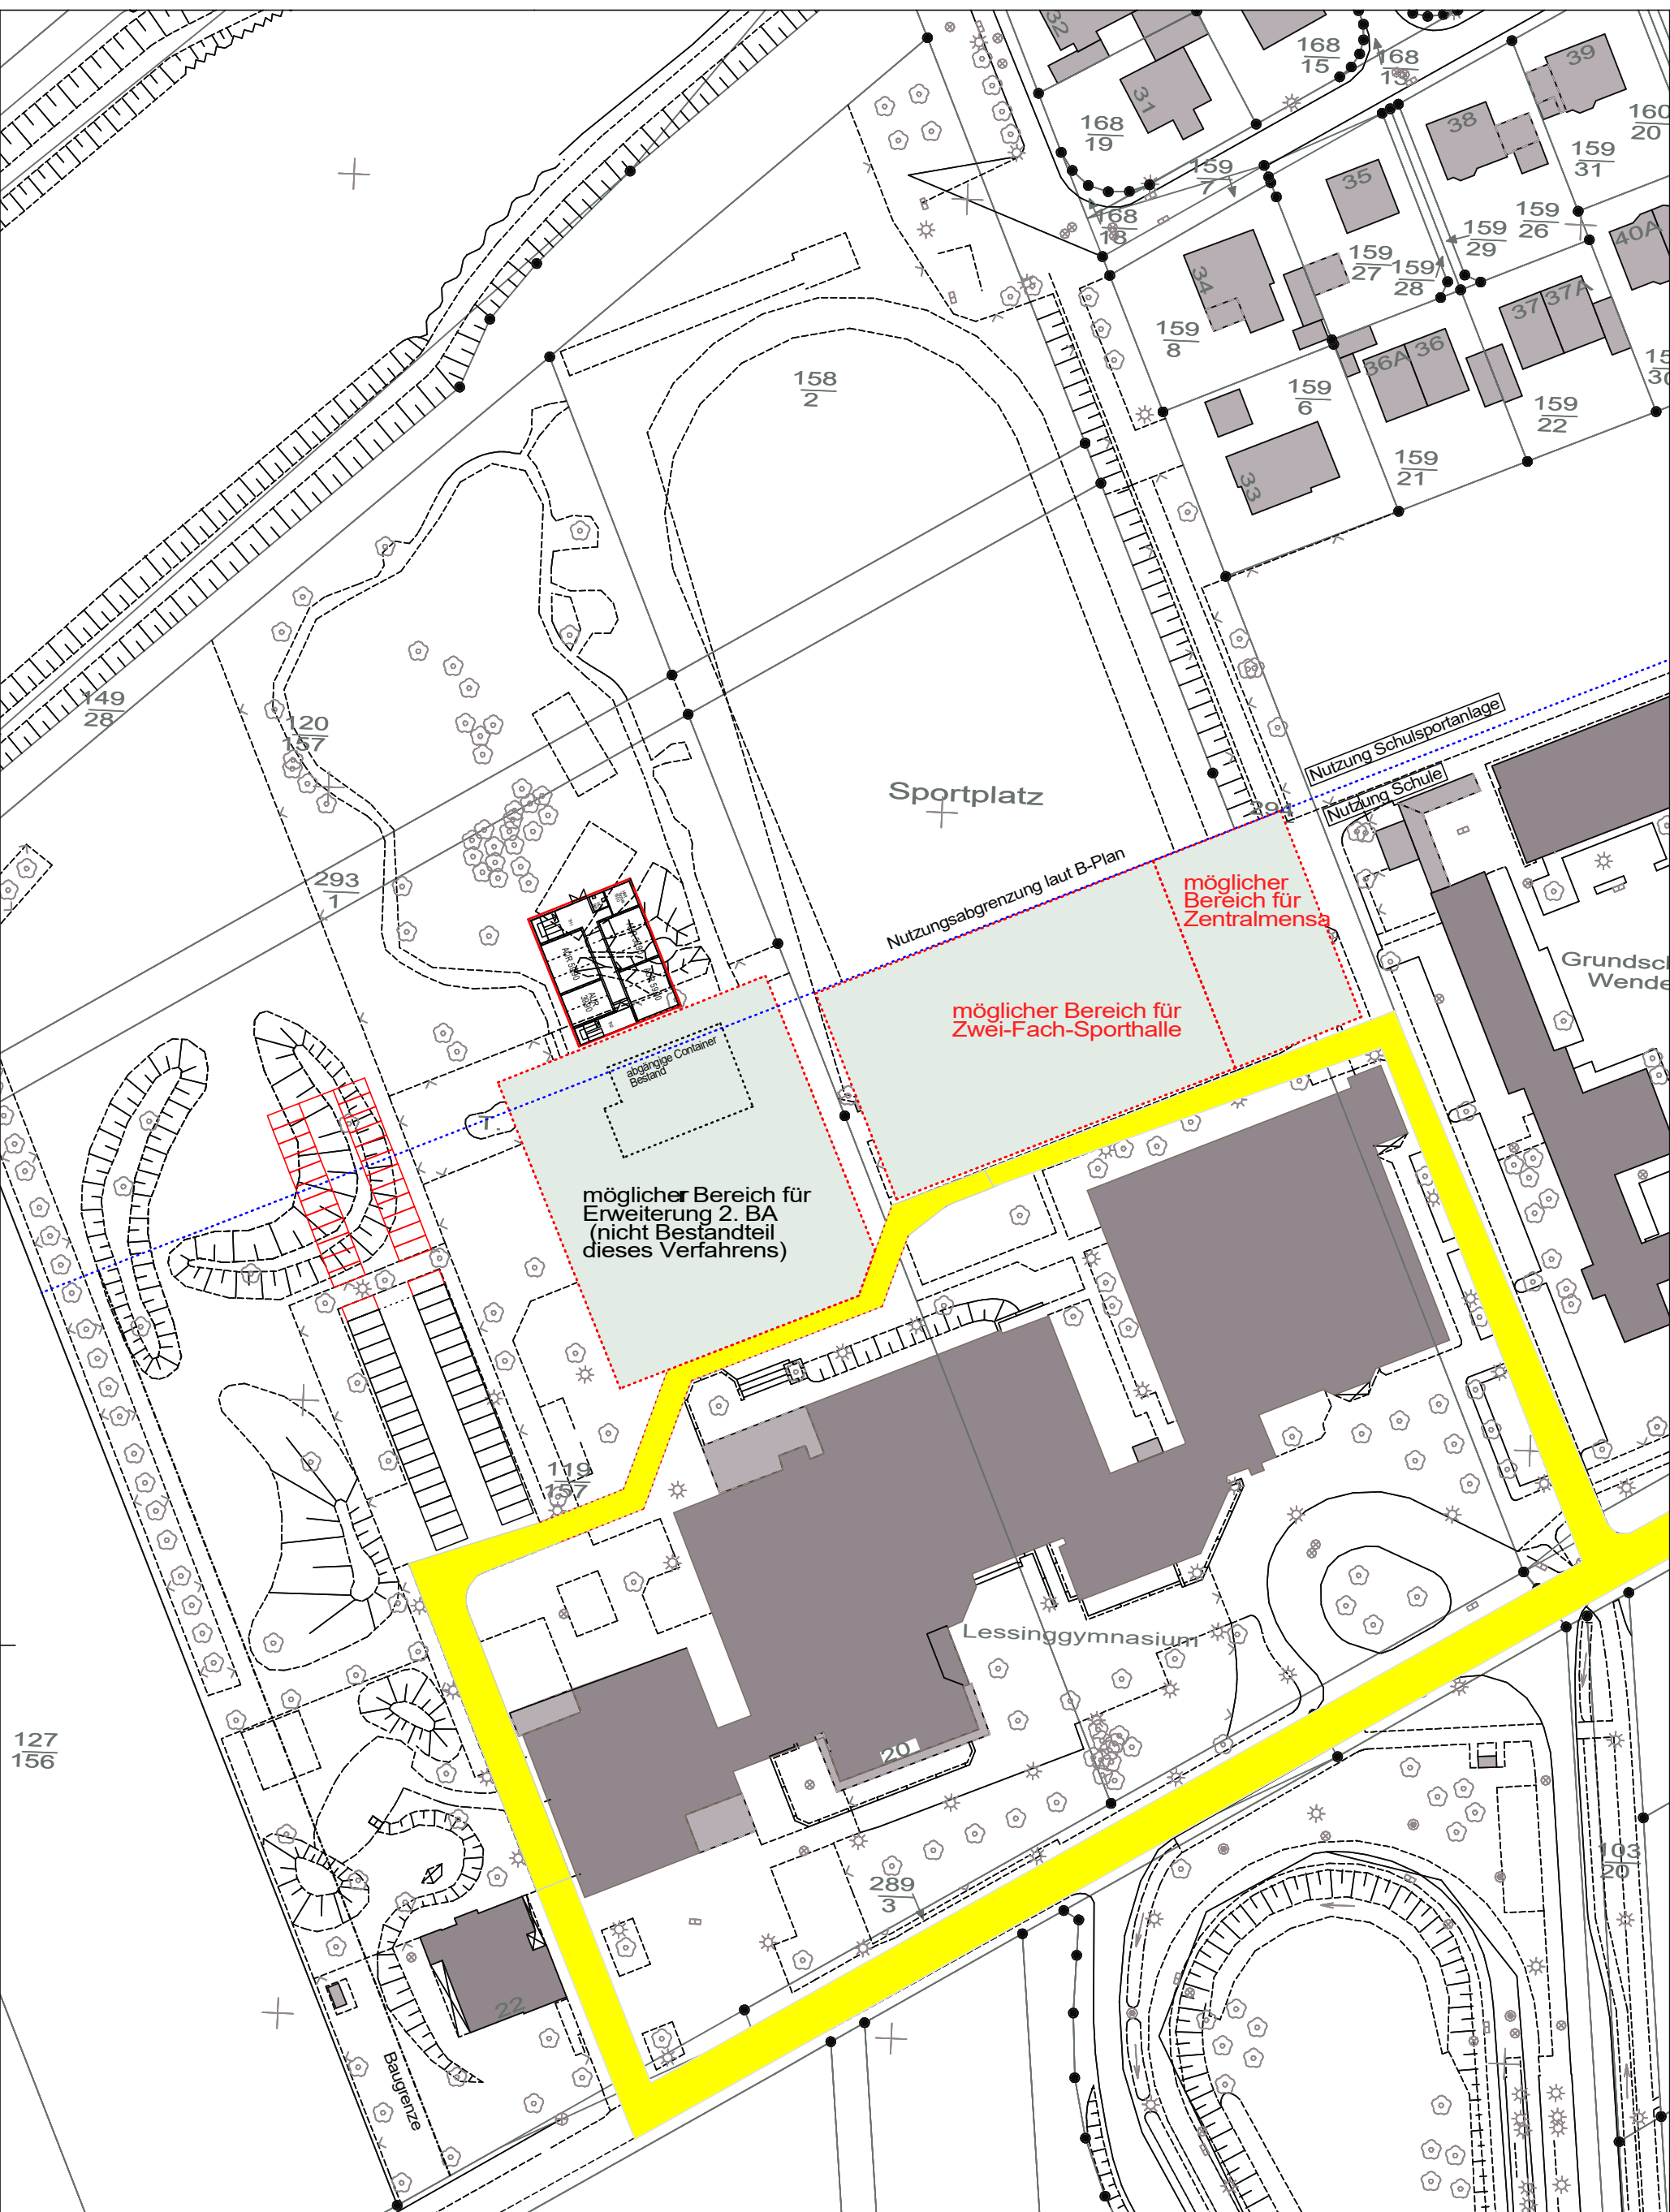 32
31
168
15
168
13
39
168
19
38
160
20
159
31
159
7
35
168
18
159
26
159
29
40A
34
159
27
159
28
37
37A
159
8
36A
36
158
2
159
6
159
22
159
21
33
149
28
120
157
Nutzung Schulsportanlage
Nutzung Schule
Sportplatz
294
293
1
Nutzungsabgrenzung laut B-Plan
möglicher
Bereich für
Zentralmensa
möglicher Bereich für
Zwei-Fach-Sporthalle
abgängige Container
Bestand
möglicher Bereich für
Erweiterung 2. BA
(nicht Bestandteil
dieses Verfahrens)
119
157
Lessinggymnasium
20
127
156
289
3
103
20
22
Baugrenze